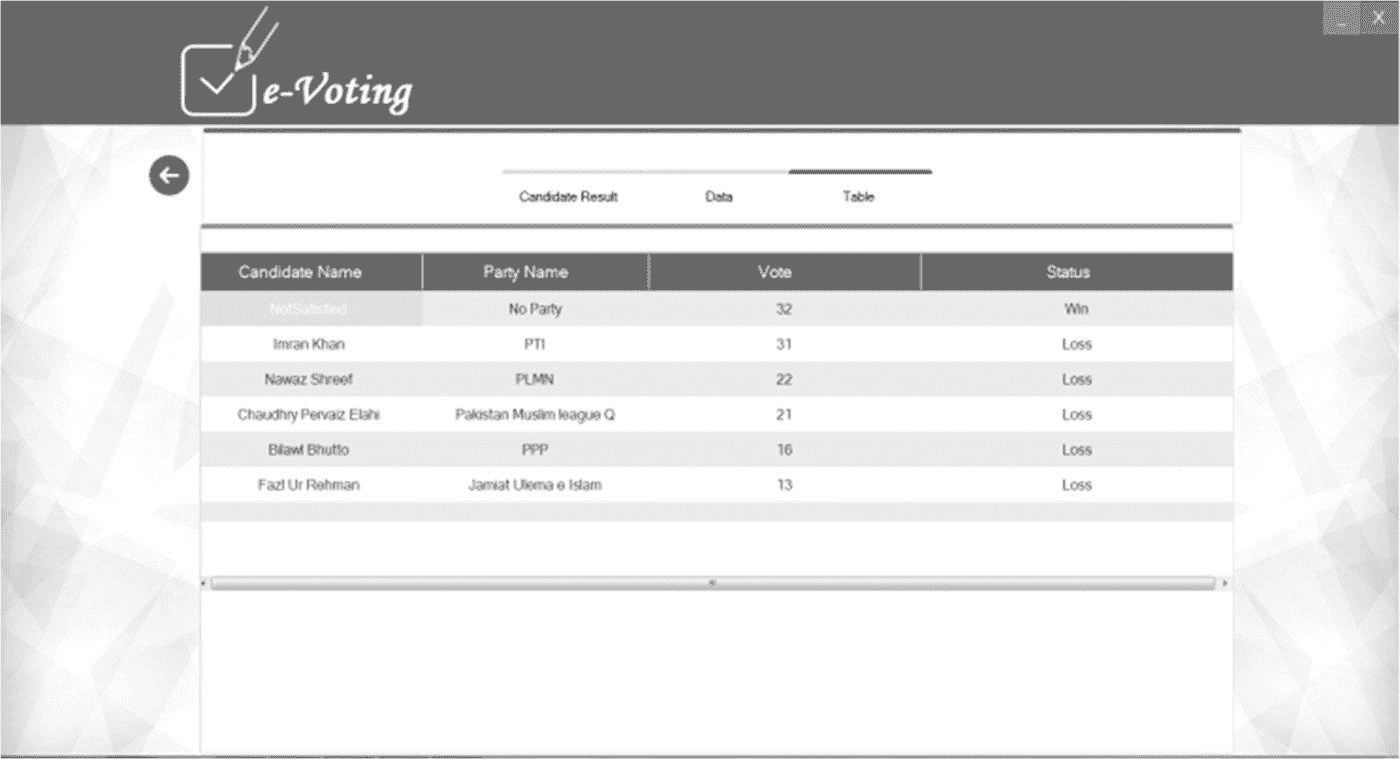 _ X
e-Voting
Candidate Result Data Table
Candidate Name Party Name Vote Status
NotSatisfied No Party 32 Win
Imran Khan PTI 31 Loss
Nawaz Shreef PLMN 22 Loss
Chaudhry Pervaiz Elahi Pakistan Muslim league Q 21 Loss
Bilawl Bhutto PPP 16 Loss
Fazl Ur Rehman Jamiat Ulema e Islam 13 Loss